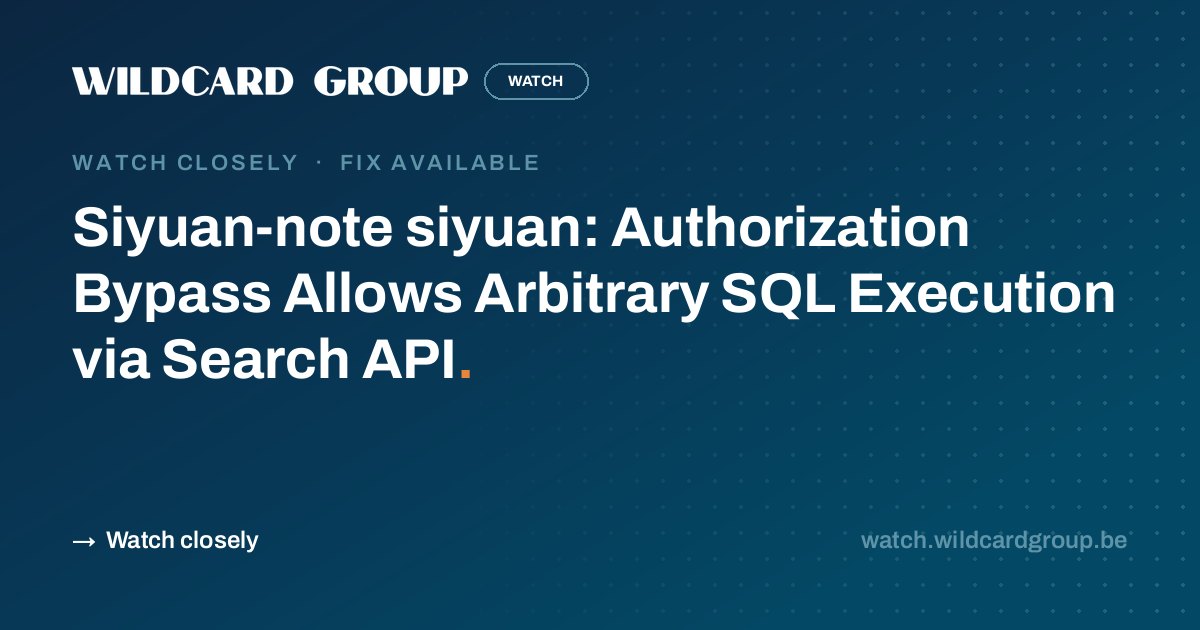 WILDCARD GROUP WATCH
WATCH CLOSELY · FIX AVAILABLE
Siyuan-note siyuan: Authorization
Bypass Allows Arbitrary SQL Execution
via Search API.
→ Watch closely
watch.wildcardgroup.be